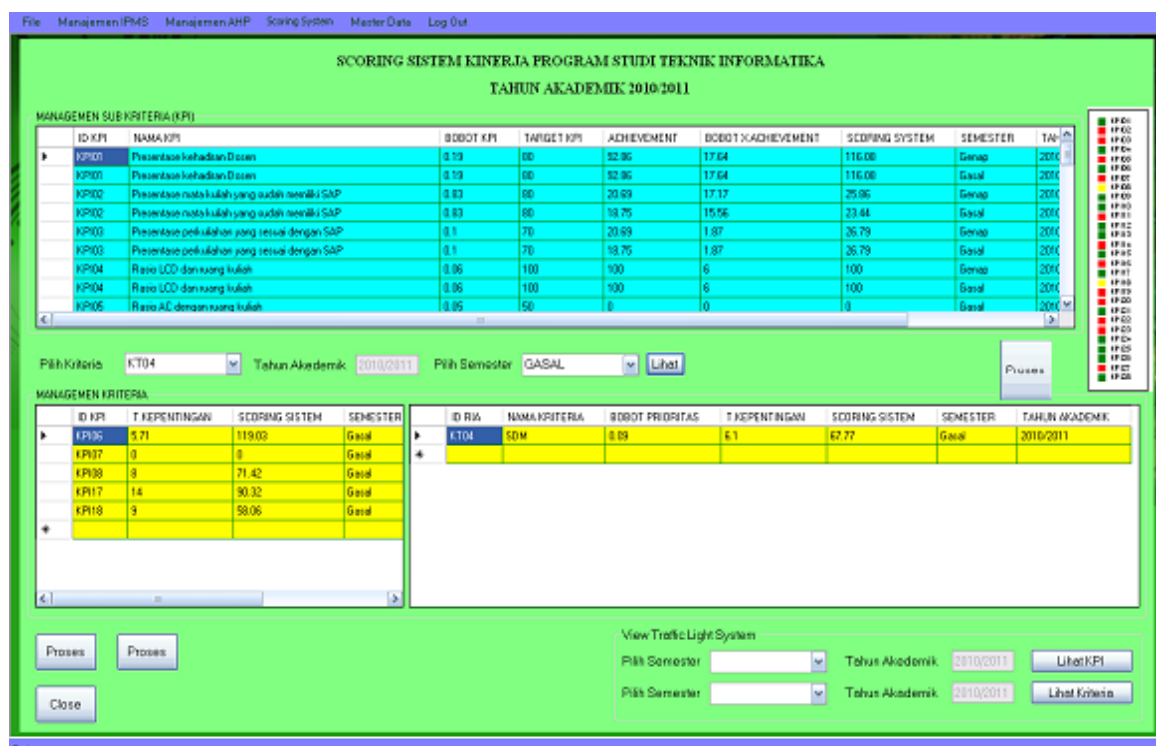 File Manajemen IPMS Manajemen AHP Scoring System Master Data Log Out
SCORING SISTEM KINERJA PROGRAM STUDI TEKNIK INFORMATIKA
TAHUN AKADEMIK 2010/2011
MANAGEMEN SUB KRITERIA (KPI)
ID KPI NAMA KPI BOBOT KPI TARGET KPI ACHIEVEMENT BOBOT X ACHIEVEMENT SCORING SYSTEM SEMESTER
KPI01 Presentase kehadiran Dosen 0.19 80 92.86 17.64 116.08 Genap
KPI01 Presentase kehadiran Dosen 0.19 80 92.86 17.64 116.08 Gasal
KPI02 Presentase mata kuliah yang sudah memiliki SAP 0.83 80 20.69 17.17 25.86 Genap
KPI02 Presentase mata kuliah yang sudah memiliki SAP 0.83 80 18.75 15.56 23.44 Gasal
KPI03 Presentase perkuliahan yang sesuai dengan SAP 0.1 70 20.69 1.87 26.79 Genap
KPI03 Presentase perkuliahan yang sesuai dengan SAP 0.1 70 18.75 1.87 26.79 Gasal
KPI04 Rasio LCD dan ruang kuliah 0.06 100 100 6 100 Genap
KPI04 Rasio LCD dan ruang kuliah 0.06 100 100 6 100 Gasal
KPI05 Rasio AC dengan ruang kuliah 0.05 50 0 0 0 Gasal
Pilih Kriteria KT04 Tahun Akademik 2010/2011 Pilih Semester GASAL Lihat
Proses
MANAGEMEN KRITERIA
ID KPI T KEPENTINGAN SCORING SISTEM SEMESTER
KPI06 5.71 119.03 Gasal
KPI07 0 0 Gasal
KPI08 8 71.42 Gasal
KPI17 14 90.32 Gasal
KPI18 9 58.06 Gasal
ID RIA NAMA KRITERIA BOBOT PRIORITAS T.KEPENTINGAN SCORING SISTEM SEMESTER TAHUN AKADEMIK
KT04 SDM 0.09 6.1 67.77 Gasal 2010/2011
Proses Proses
Close
View Traffic Light System
Pilih Semester Tahun Akademik 2010/2011 Lihat KPI
Pilih Semester Tahun Akademik 2010/2011 Lihat Kriteria